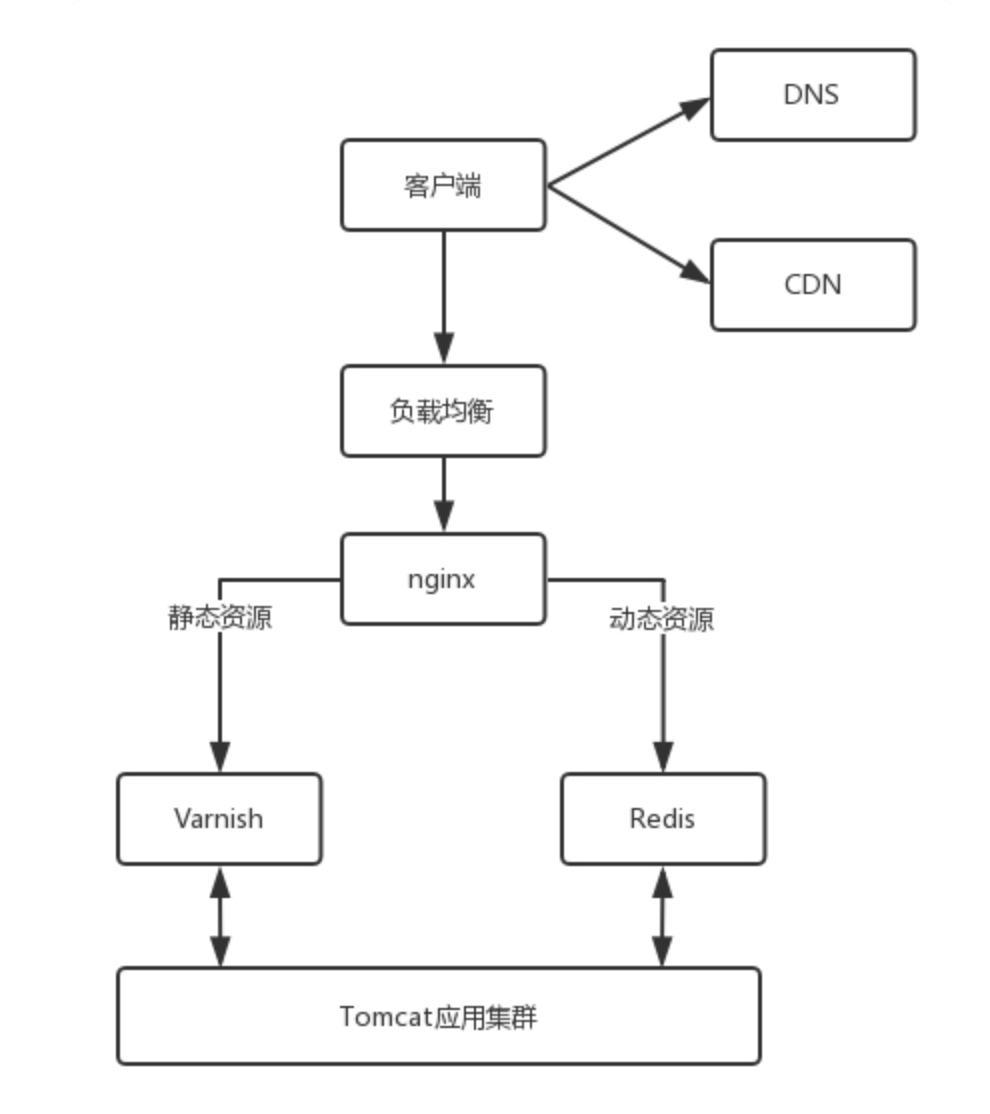 DNS
客户端
CDN
负载均衡
nginx
静态资源
动态资源
Varnish
Redis
Tomcat应用集群